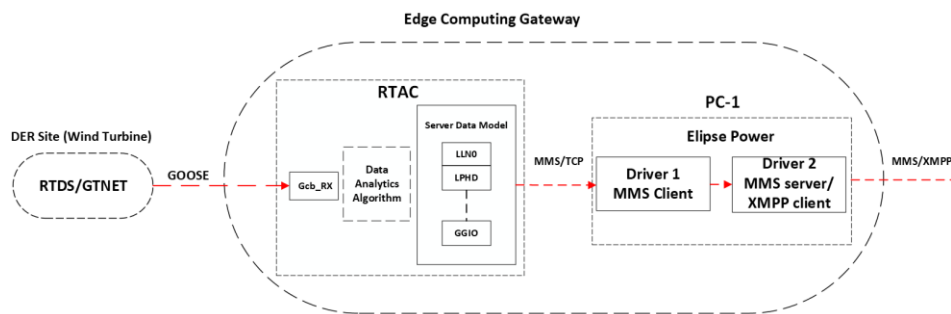 Edge Computing Gateway
DER Site (Wind Turbine)
RTDS/GTNET
GOOSE
RTAC
Gcb_RX
Data
Analytics
Algorithm
Server Data Model
LLN0
LPHD
GGIO
MMS/TCP
PC-1
Elipse Power
Driver 1
MMS Client
Driver 2
MMS server/
XMPP client
MMS/XMPP